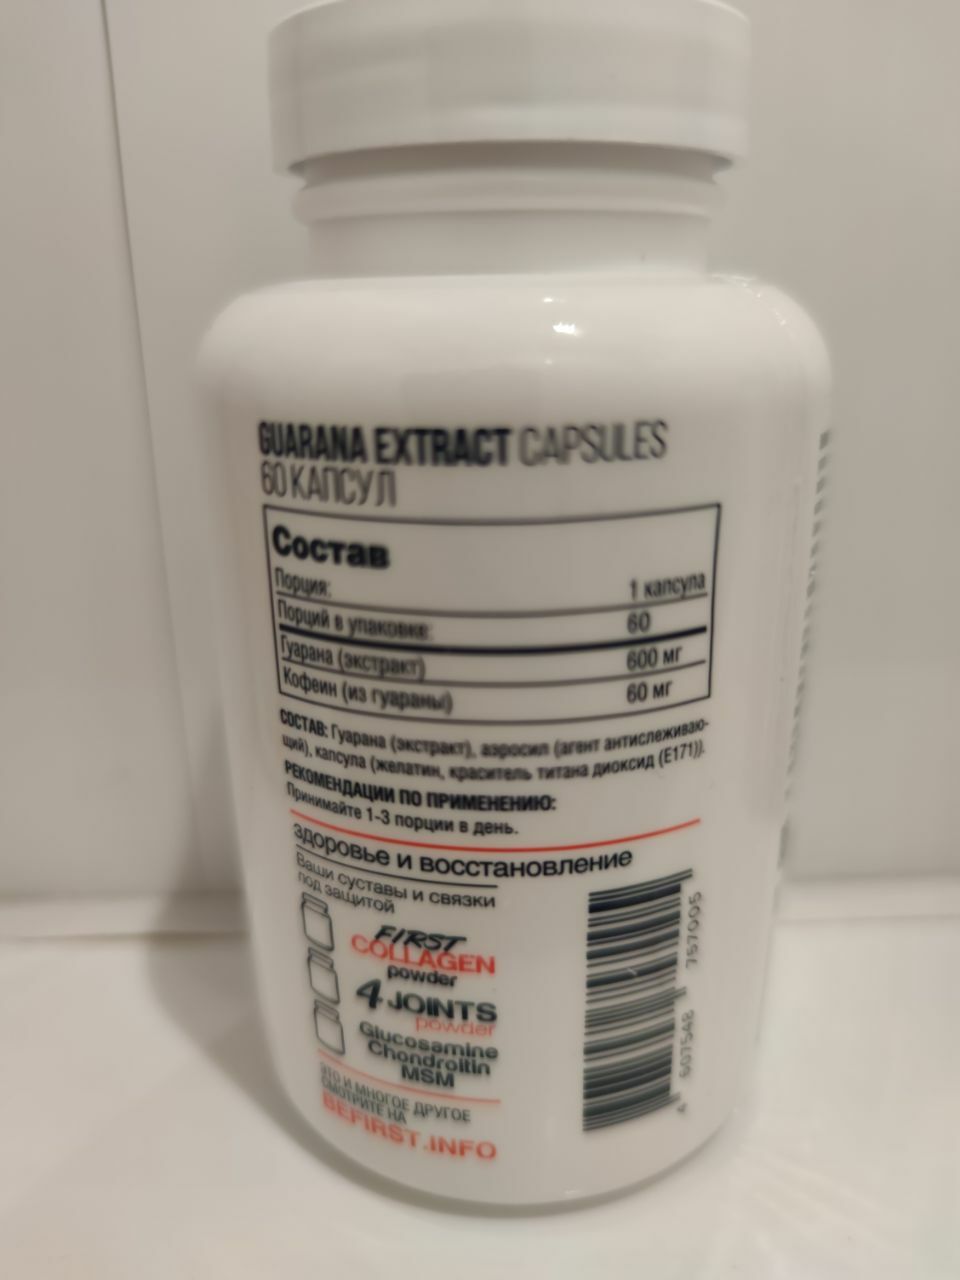 GUARANA EXTRACT CAPSULES
60 КАПСУЛ
Состав
Порция: 1 капсула
Порций в упаковке: 60
Гуарана (экстракт) 600 мг
Кофеин (из гуараны) 60 мг
СОСТАВ: Гуарана (экстракт), аэросил (агент антислеживаю-
щий), капсула (желатин, краситель титана диоксид (E171)).
РЕКОМЕНДАЦИИ ПО ПРИМЕНЕНИЮ:
Принимайте 1-3 порции в день.
здоровье и восстановление
Ваши суставы и связки
под защитой
FIRST
COLLAGEN
powder
4 JOINTS
powder
Glucosamine
Chondroitin
MSM
ЭТО И МНОГОЕ ДРУГОЕ
СМОТРИТЕ НА
BEFIRST.INFO
4 607548 767005